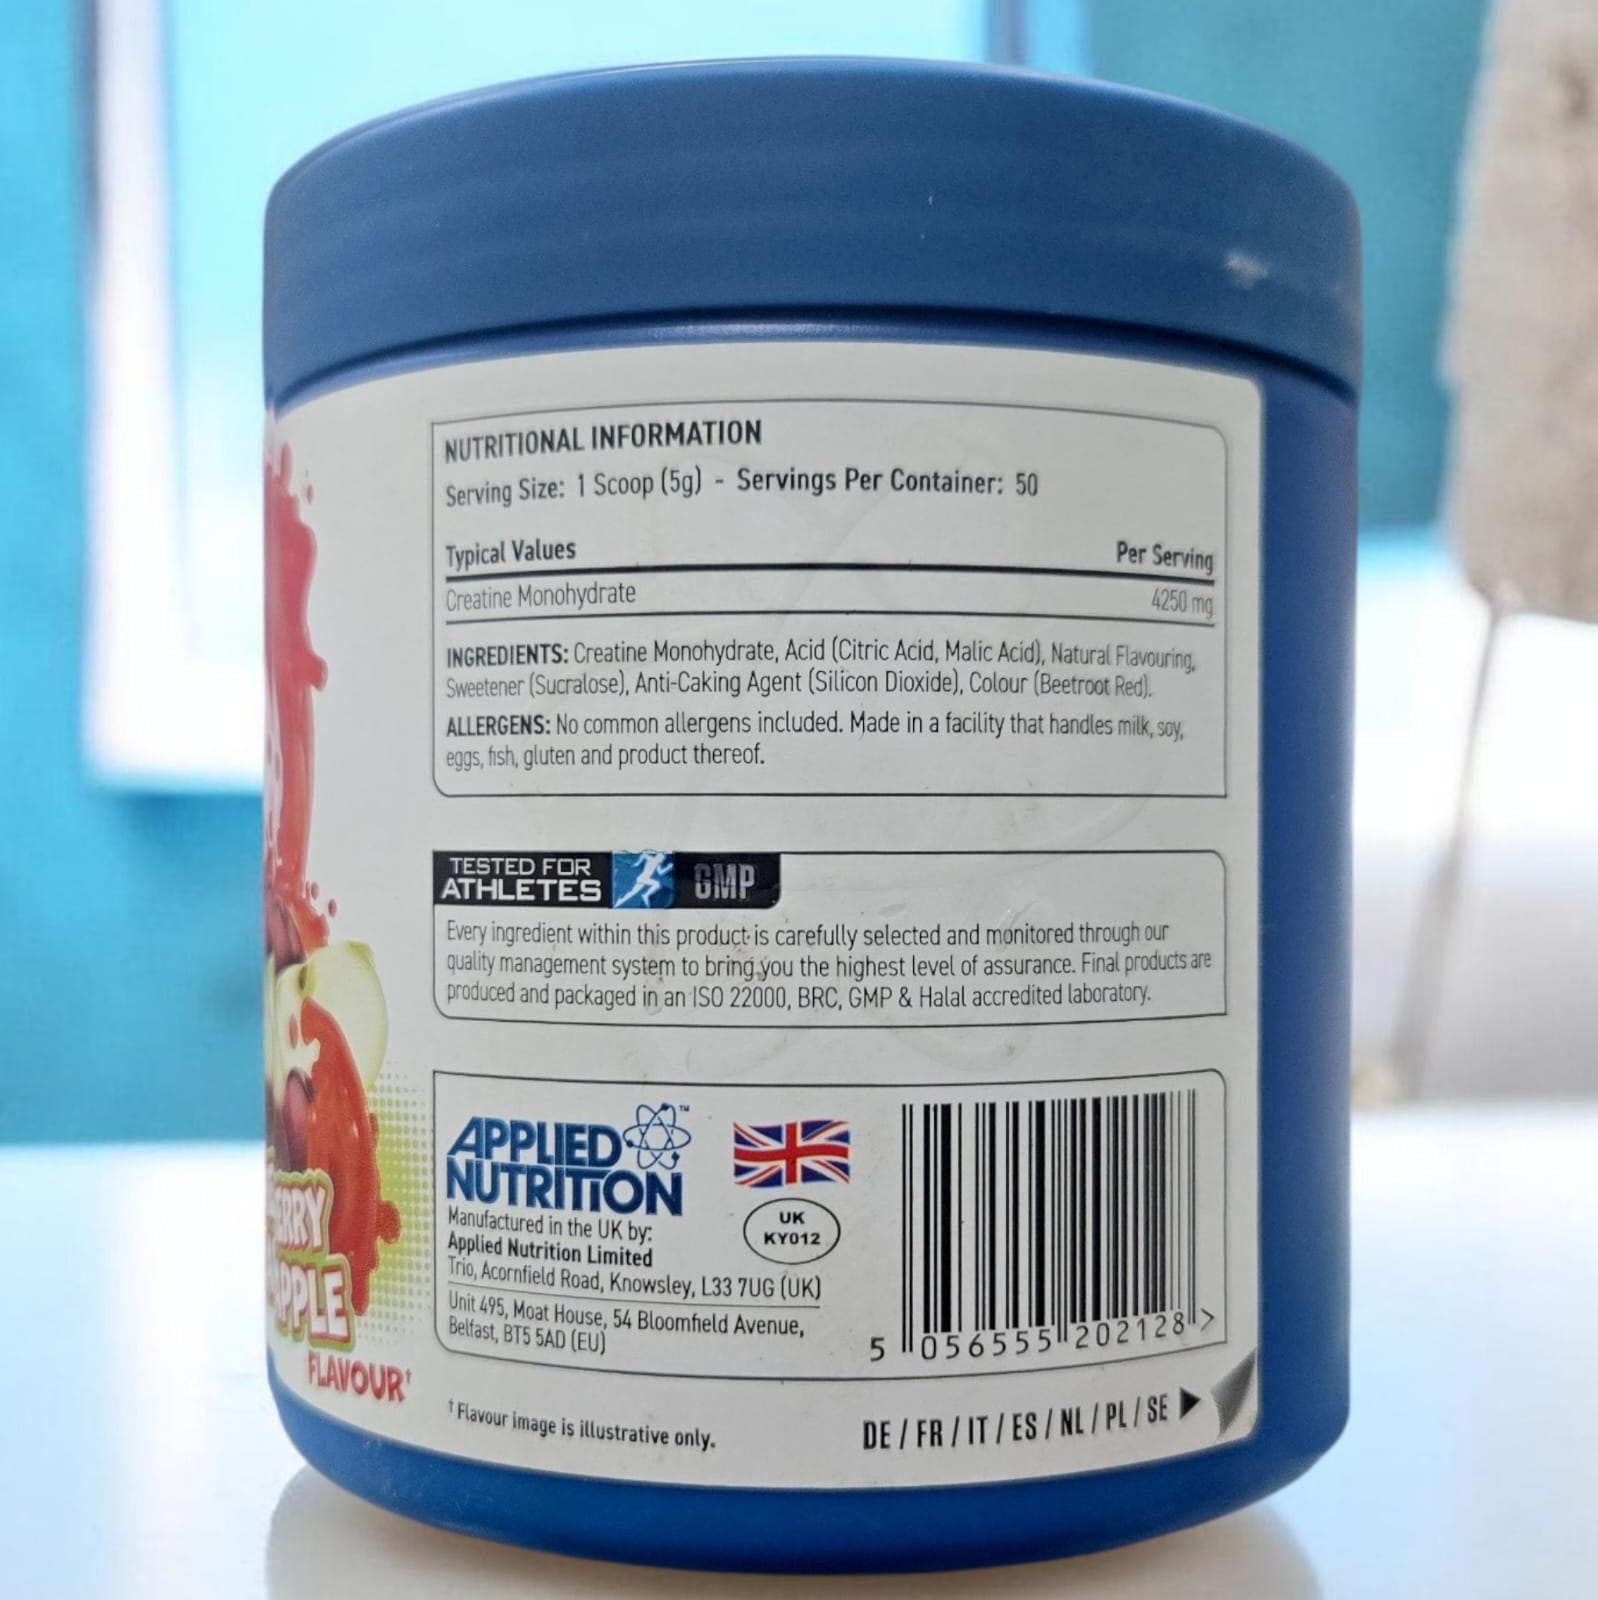 NUTRITIONAL INFORMATION
Serving Size: 1 Scoop (5g) - Servings Per Container: 50
Typical Values Per Serving
Creatine Monohydrate 4250 mg
INGREDIENTS: Creatine Monohydrate, Acid (Citric Acid, Malic Acid), Natural Flavouring,
Sweetener (Sucralose), Anti-Caking Agent (Silicon Dioxide), Colour (Beetroot Red).
ALLERGENS: No common allergens included. Made in a facility that handles milk, soy,
eggs, fish, gluten and product thereof.
TESTED FOR
ATHLETES
GMP
Every ingredient within this product is carefully selected and monitored through our
quality management system to bring you the highest level of assurance. Final products are
produced and packaged in an ISO 22000, BRC, GMP & Halal accredited laboratory.
APPLIED
NUTRITION
TM
Manufactured in the UK by:
Applied Nutrition Limited
Trio, Acornfield Road, Knowsley, L33 7UG (UK)
Unit 495, Moat House, 54 Bloomfield Avenue,
Belfast, BT5 5AD (EU)
UK
KY012
5 056555 202128 >
APPLE
FLAVOUR†
† Flavour image is illustrative only.
DE / FR / IT / ES / NL / PL / SE